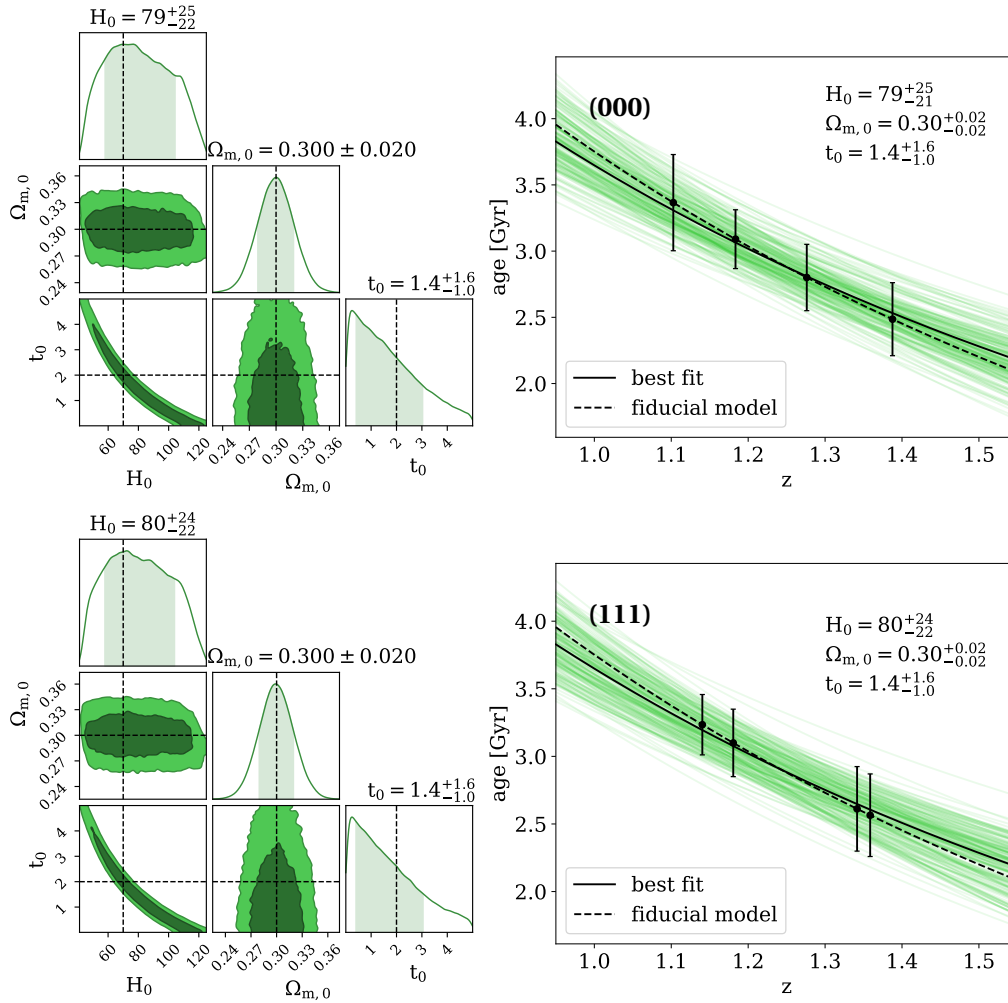 H₀ = 79⁺²⁵₋₂₂
Ωₘ,₀ = 0.300 ± 0.020
t₀ = 1.4⁺¹·⁶₋₁.₀
Ωₘ,₀
0.36
0.33
0.30
0.27
0.24
t₀
4
3
2
1
60 80 100 120
H₀
0.24 0.27 0.30 0.33 0.36
Ωₘ,₀
1 2 3 4
t₀
(000)
H₀ = 79⁺²⁵₋₂₁
Ωₘ,₀ = 0.30⁺⁰·⁰²₋₀.₀₂
t₀ = 1.4⁺¹·⁶₋₁.₀
age [Gyr]
4.0
3.5
3.0
2.5
2.0
best fit
fiducial model
1.0 1.1 1.2 1.3 1.4 1.5
z
H₀ = 80⁺²⁴₋₂₂
Ωₘ,₀ = 0.300 ± 0.020
t₀ = 1.4⁺¹·⁶₋₁.₀
Ωₘ,₀
0.36
0.33
0.30
0.27
0.24
t₀
4
3
2
1
60 80 100 120
H₀
0.24 0.27 0.30 0.33 0.36
Ωₘ,₀
1 2 3 4
t₀
(111)
H₀ = 80⁺²⁴₋₂₂
Ωₘ,₀ = 0.30⁺⁰·⁰²₋₀.₀₂
t₀ = 1.4⁺¹·⁶₋₁.₀
age [Gyr]
4.0
3.5
3.0
2.5
2.0
best fit
fiducial model
1.0 1.1 1.2 1.3 1.4 1.5
z